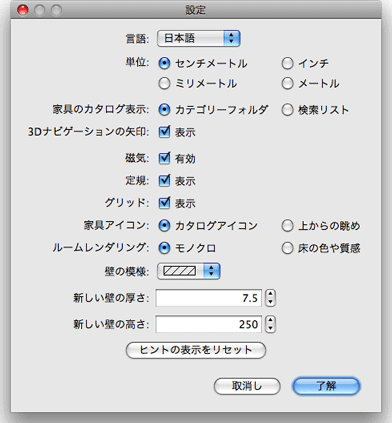 設定
言語: 日本語
単位: センチメートル インチ
ミリメートル メートル
家具のカタログ表示: カテゴリーフォルダ 検索リスト
3Dナビゲーションの矢印: 表示
磁気: 有効
定規: 表示
グリッド: 表示
家具アイコン: カタログアイコン 上からの眺め
ルームレンダリング: モノクロ 床の色や質感
壁の模様:
新しい壁の厚さ: 7.5
新しい壁の高さ: 250
ヒントの表示をリセット
取消し 了解